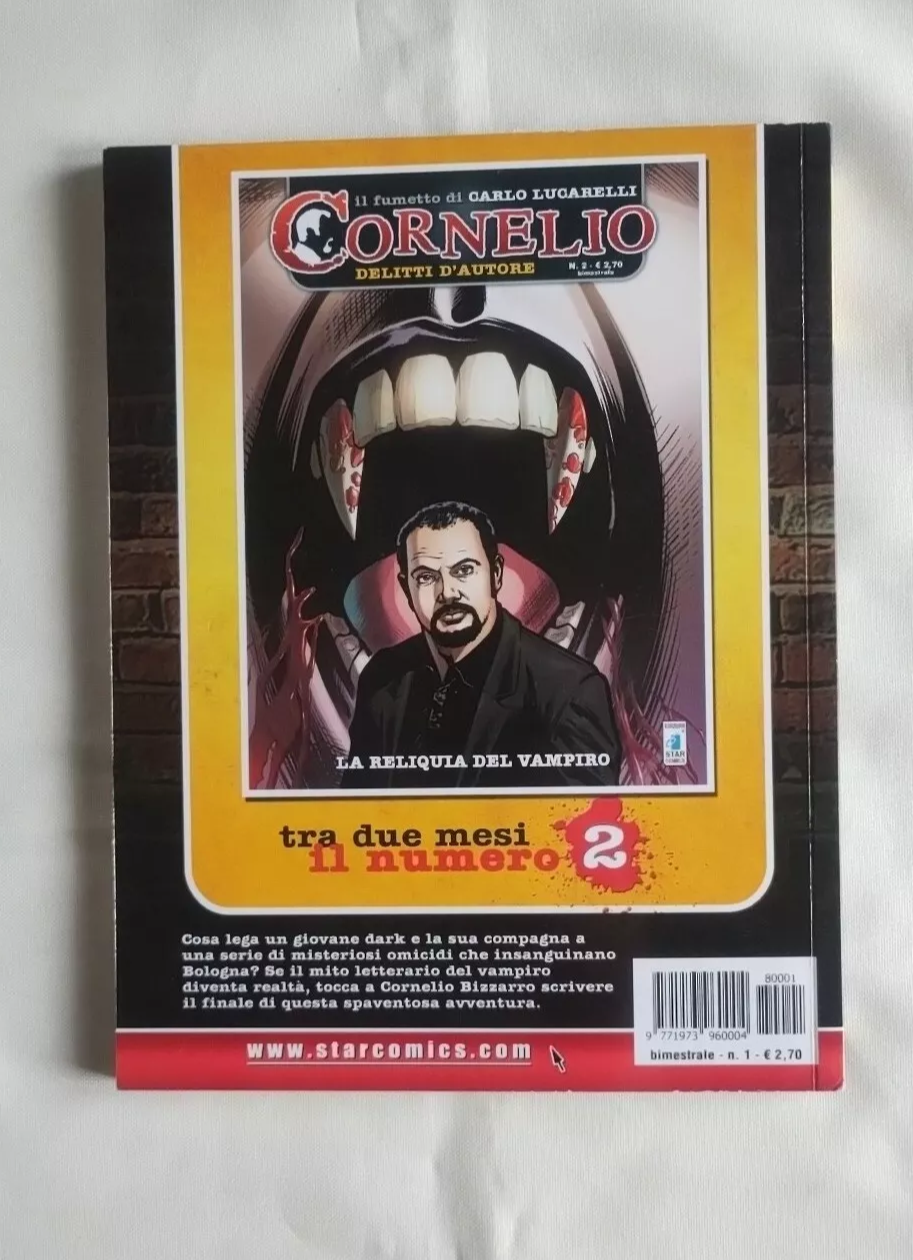 il fumetto di CARLO LUCARELLI
CORNELIO
DELITTI D'AUTORE
N. 2 - € 2,70
bimestrale
LA RELIQUIA DEL VAMPIRO
EDIZIONI
STAR
COMICS
tra due mesi
il numero 2
Cosa lega un giovane dark e la sua compagna a
una serie di misteriosi omicidi che insanguinano
Bologna? Se il mito letterario del vampiro
diventa realtà, tocca a Cornelio Bizzarro scrivere
il finale di questa spaventosa avventura.
80001
9 771973 960004
bimestrale - n. 1 - € 2,70
www.starcomics.com